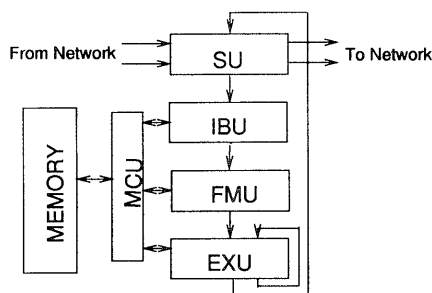 From Network
SU
To Network
IBU
MEMORY
MCU
FMU
EXU